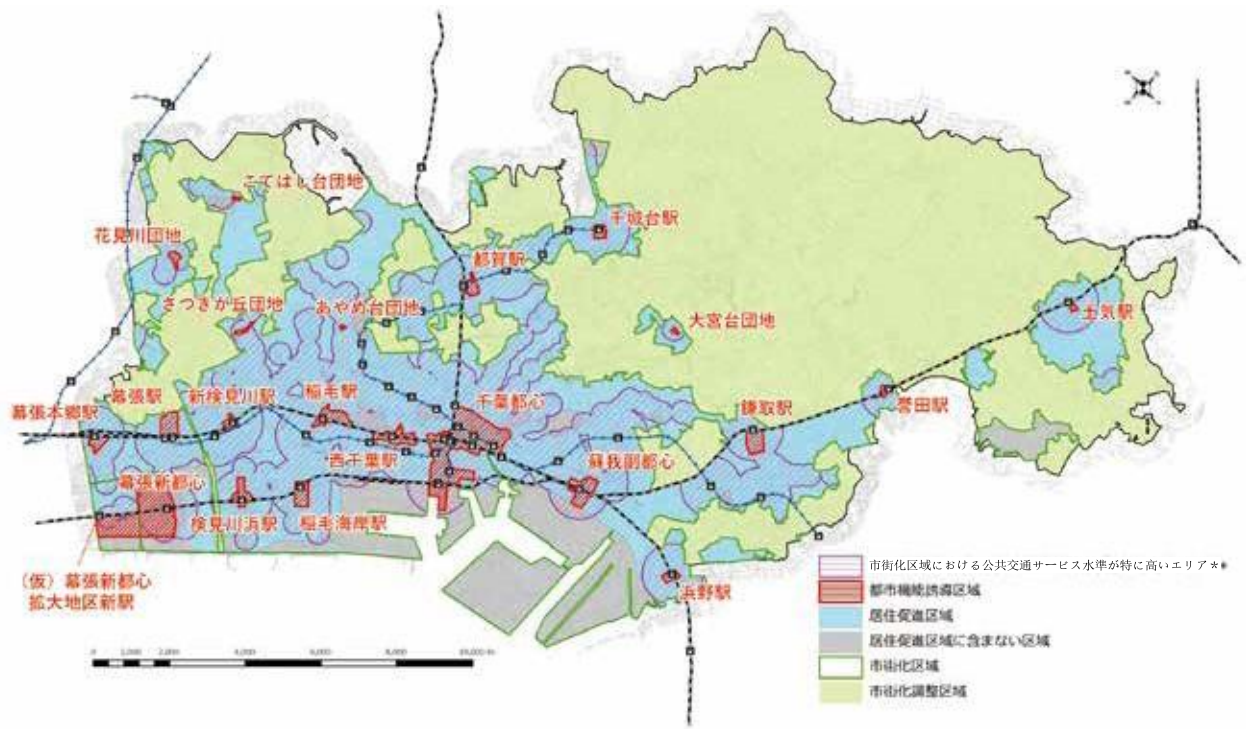 こてはし台団地
千城台駅
花見川団地
都賀駅
さつきが丘団地
あやめ台団地
大宮台団地
土気駅
幕張本郷駅
幕張駅
新検見川駅
稲毛駅
千葉都心
鎌取駅
誉田駅
西千葉駅
蘇我副都心
幕張新都心
検見川浜駅
稲毛海岸駅
(仮)幕張新都心
拡大地区新駅
浜野駅
市街化区域における公共交通サービス水準が特に高いエリア**
都市機能誘導区域
居住促進区域
居住促進区域に含まない区域
市街化区域
市街化調整区域